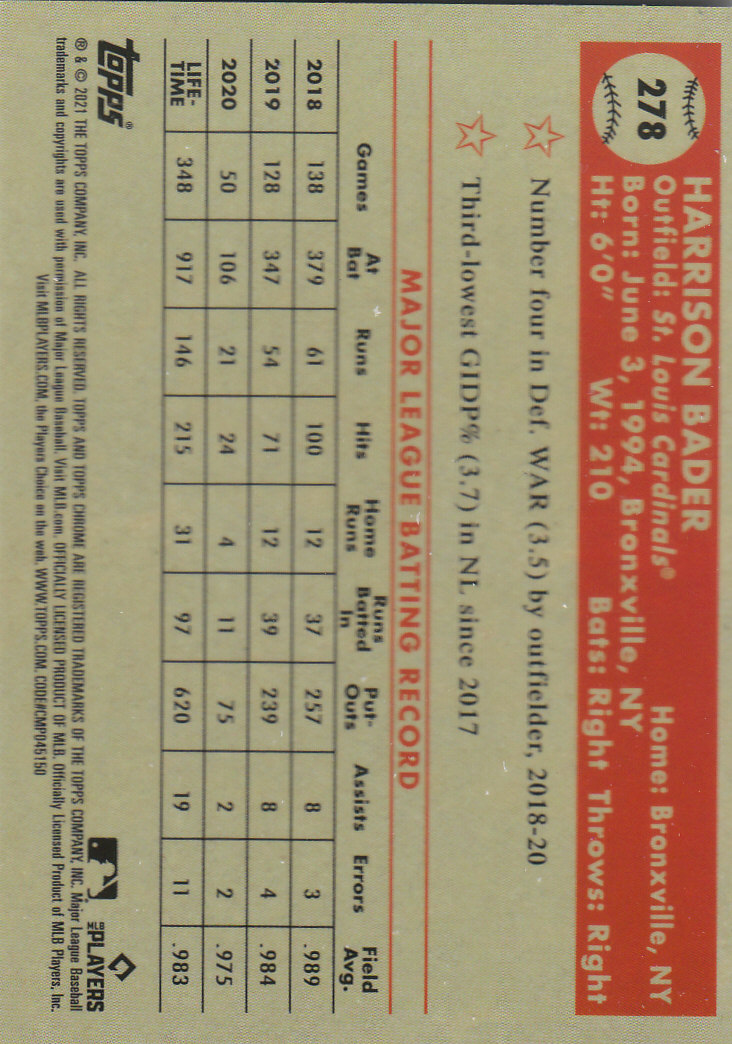 278
HARRISON BADER
Outfield: St. Louis Cardinals® Home: Bronxville, NY
Born: June 3, 1994, Bronxville, NY
Ht: 6'0" Wt: 210 Bats: Right Throws: Right
Number four in Def. WAR (3.5) by outfielder, 2018-20
Third-lowest GIDP% (3.7) in NL since 2017
MAJOR LEAGUE BATTING RECORD
Games At Bat Runs Hits Home Runs Runs Batted In Put-Outs Assists Errors Field Avg.
2018 138 379 61 100 12 37 257 8 3 .989
2019 128 347 54 71 12 39 239 8 4 .984
2020 50 106 21 24 4 11 75 2 2 .975
LIFE-TIME 348 917 146 215 31 97 620 19 11 .983
topps®
MLB PLAYERS
® & © 2021 THE TOPPS COMPANY, INC. ALL RIGHTS RESERVED. TOPPS AND TOPPS CHROME ARE REGISTERED TRADEMARKS OF THE TOPPS COMPANY, INC. Major League Baseball
trademarks and copyrights are used with permission of Major League Baseball. Visit MLB.com. OFFICIALLY LICENSED PRODUCT OF MLB. Officially Licensed Product of MLB Players, Inc.
Visit MLBPLAYERS.COM, the Players Choice on the web. WWW.TOPPS.COM. CODE#CMP045150